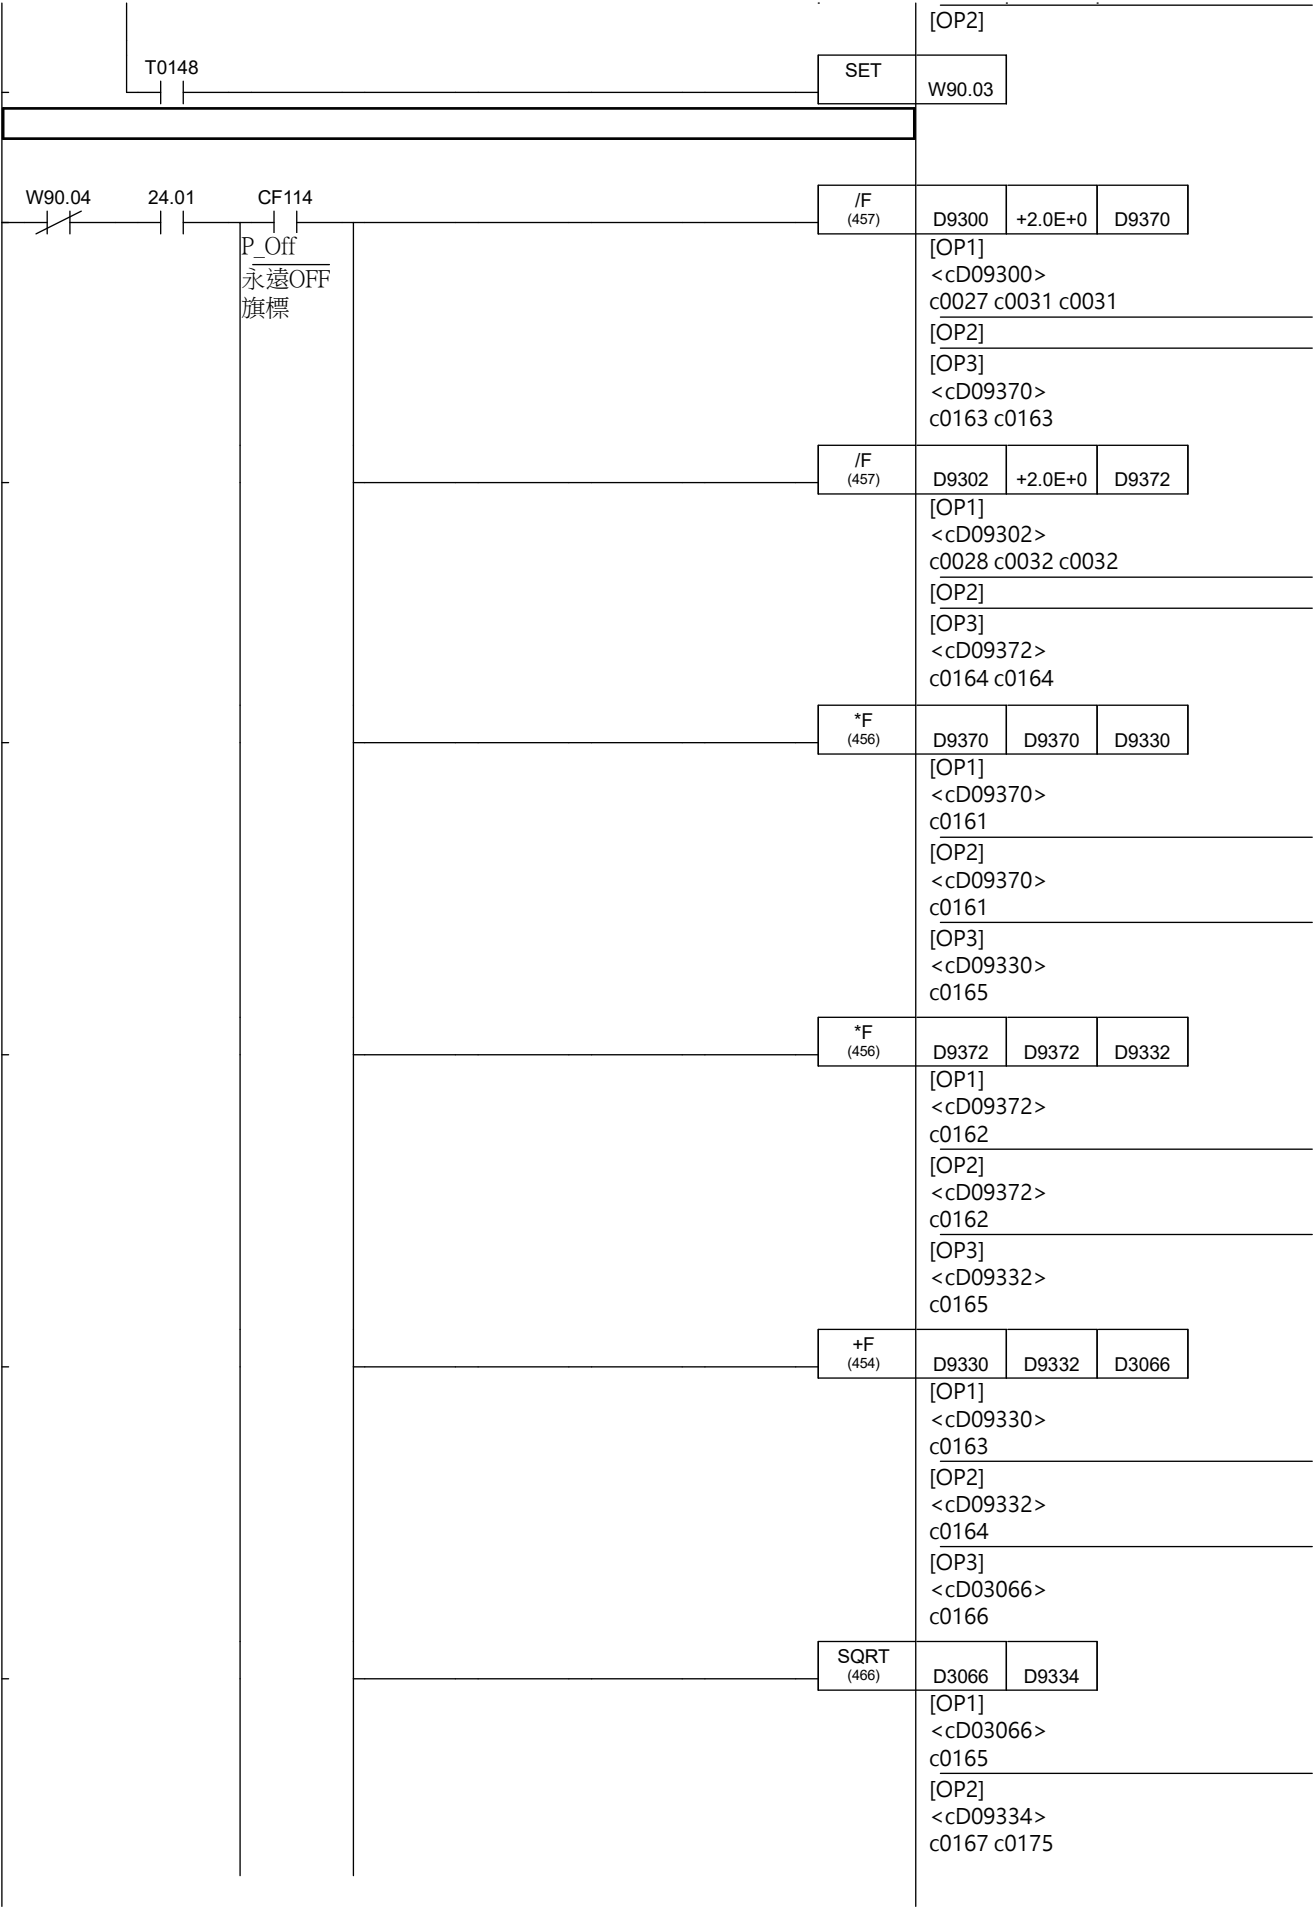 [OP2]
T0148
SET
W90.03
W90.04 24.01 CF114
P_Off
永遠OFF
旗標
/F
(457) D9300 +2.0E+0 D9370
[OP1]
<cD09300>
c0027 c0031 c0031
[OP2]
[OP3]
<cD09370>
c0163 c0163
/F
(457) D9302 +2.0E+0 D9372
[OP1]
<cD09302>
c0028 c0032 c0032
[OP2]
[OP3]
<cD09372>
c0164 c0164
*F
(456) D9370 D9370 D9330
[OP1]
<cD09370>
c0161
[OP2]
<cD09370>
c0161
[OP3]
<cD09330>
c0165
*F
(456) D9372 D9372 D9332
[OP1]
<cD09372>
c0162
[OP2]
<cD09372>
c0162
[OP3]
<cD09332>
c0165
+F
(454) D9330 D9332 D3066
[OP1]
<cD09330>
c0163
[OP2]
<cD09332>
c0164
[OP3]
<cD03066>
c0166
SQRT
(466) D3066 D9334
[OP1]
<cD03066>
c0165
[OP2]
<cD09334>
c0167 c0175